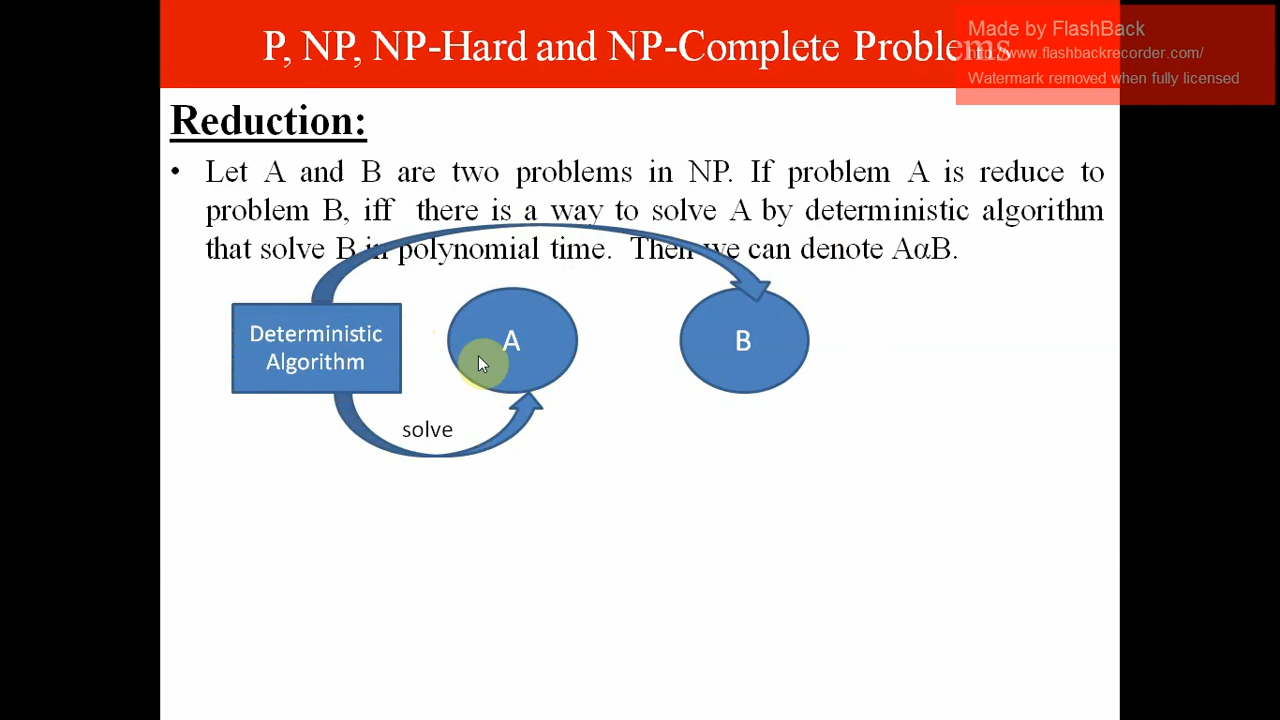 P, NP, NP-Hard and NP-Complete Problems
Made by FlashBack
http://www.flashbackrecorder.com/
Watermark removed when fully licensed
Reduction:
• Let A and B are two problems in NP. If problem A is reduce to
problem B, iff there is a way to solve A by deterministic algorithm
that solve B in polynomial time. Then we can denote AαB.
Deterministic
Algorithm
A
B
solve